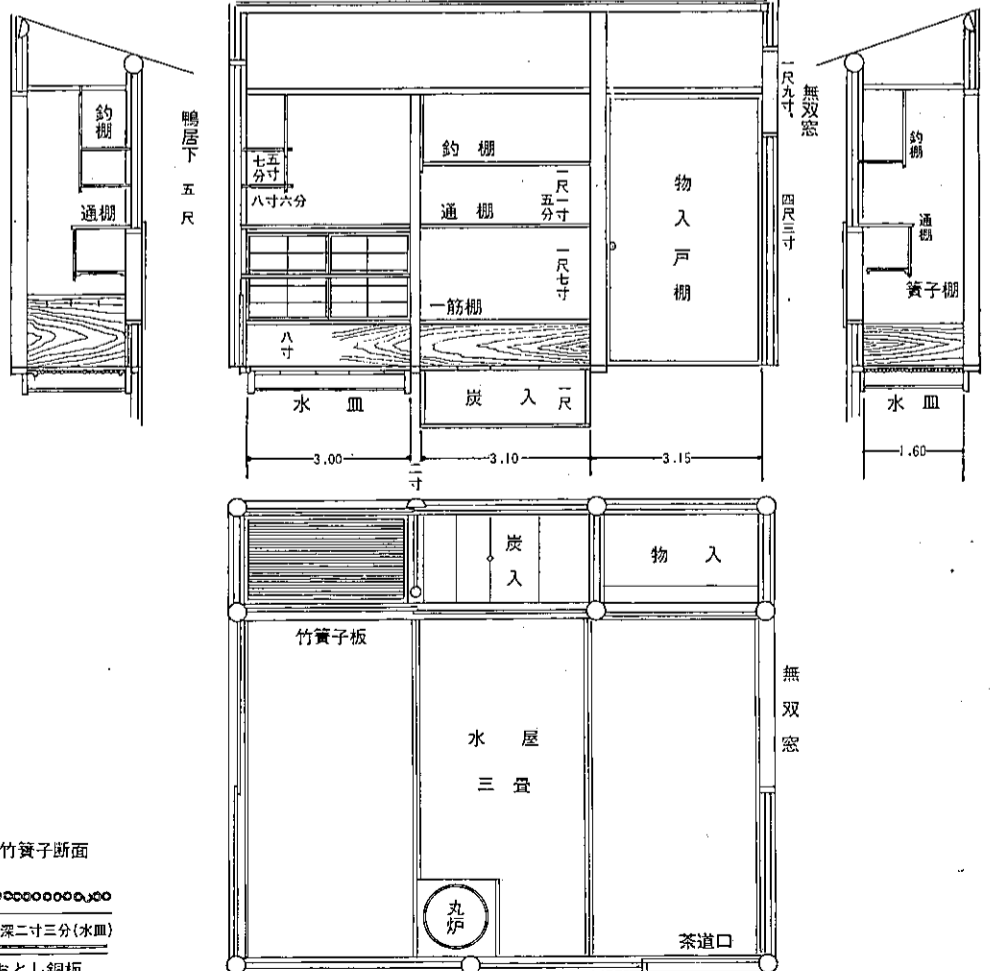 釣棚
通棚
鴨居下 五尺
五寸
七分
八寸六分
八寸
釣棚
通棚
一筋棚
一尺一寸
五分
一尺七寸
物入戸棚
一尺九寸
四尺三寸
無双窓
釣棚
通棚
簀子棚
水皿
炭入
一尺
水皿
3.00
二寸
3.10
3.15
1.60
炭入
物入
竹簀子板
水屋
三畳
無双窓
丸炉
茶道口
竹簀子断面
深二寸三分(水皿)
おとし銅板